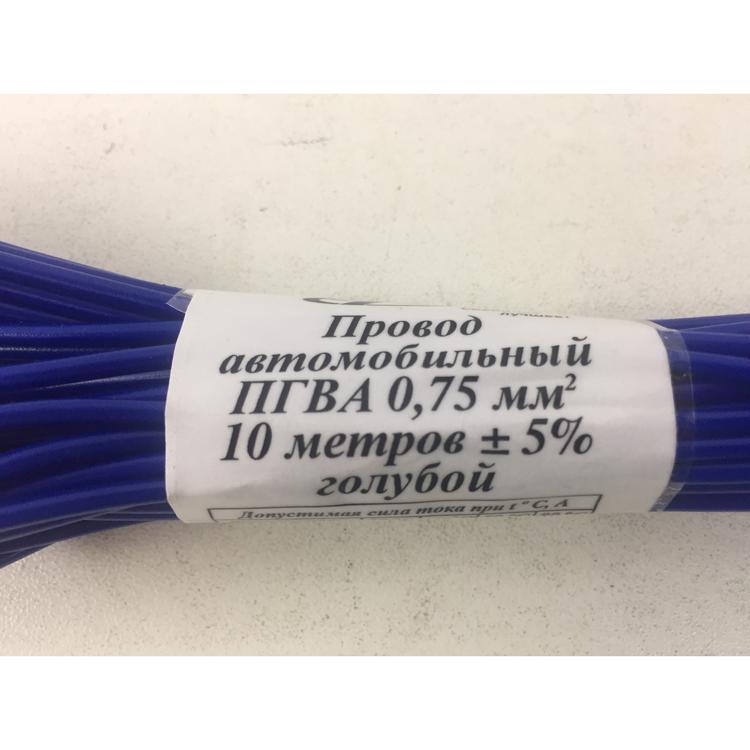 Провод
автомобильный
ПГВА 0,75 мм²
10 метров ± 5%
голубой
Допустимая сила тока при t° С, А